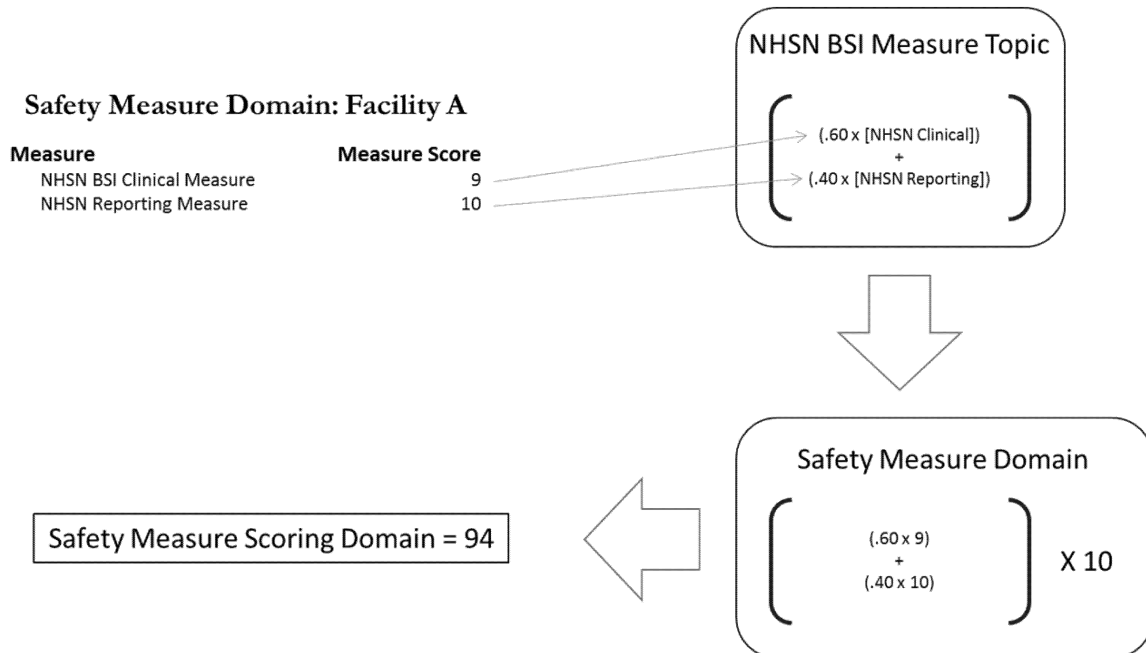 Safety Measure Domain: Facility A
Measure Measure Score
NHSN BSI Clinical Measure 9
NHSN Reporting Measure 10
NHSN BSI Measure Topic
(.60 x [NHSN Clinical])
+
(.40 x [NHSN Reporting])
Safety Measure Domain
(.60 x 9)
+
(.40 x 10)
X 10
Safety Measure Scoring Domain = 94